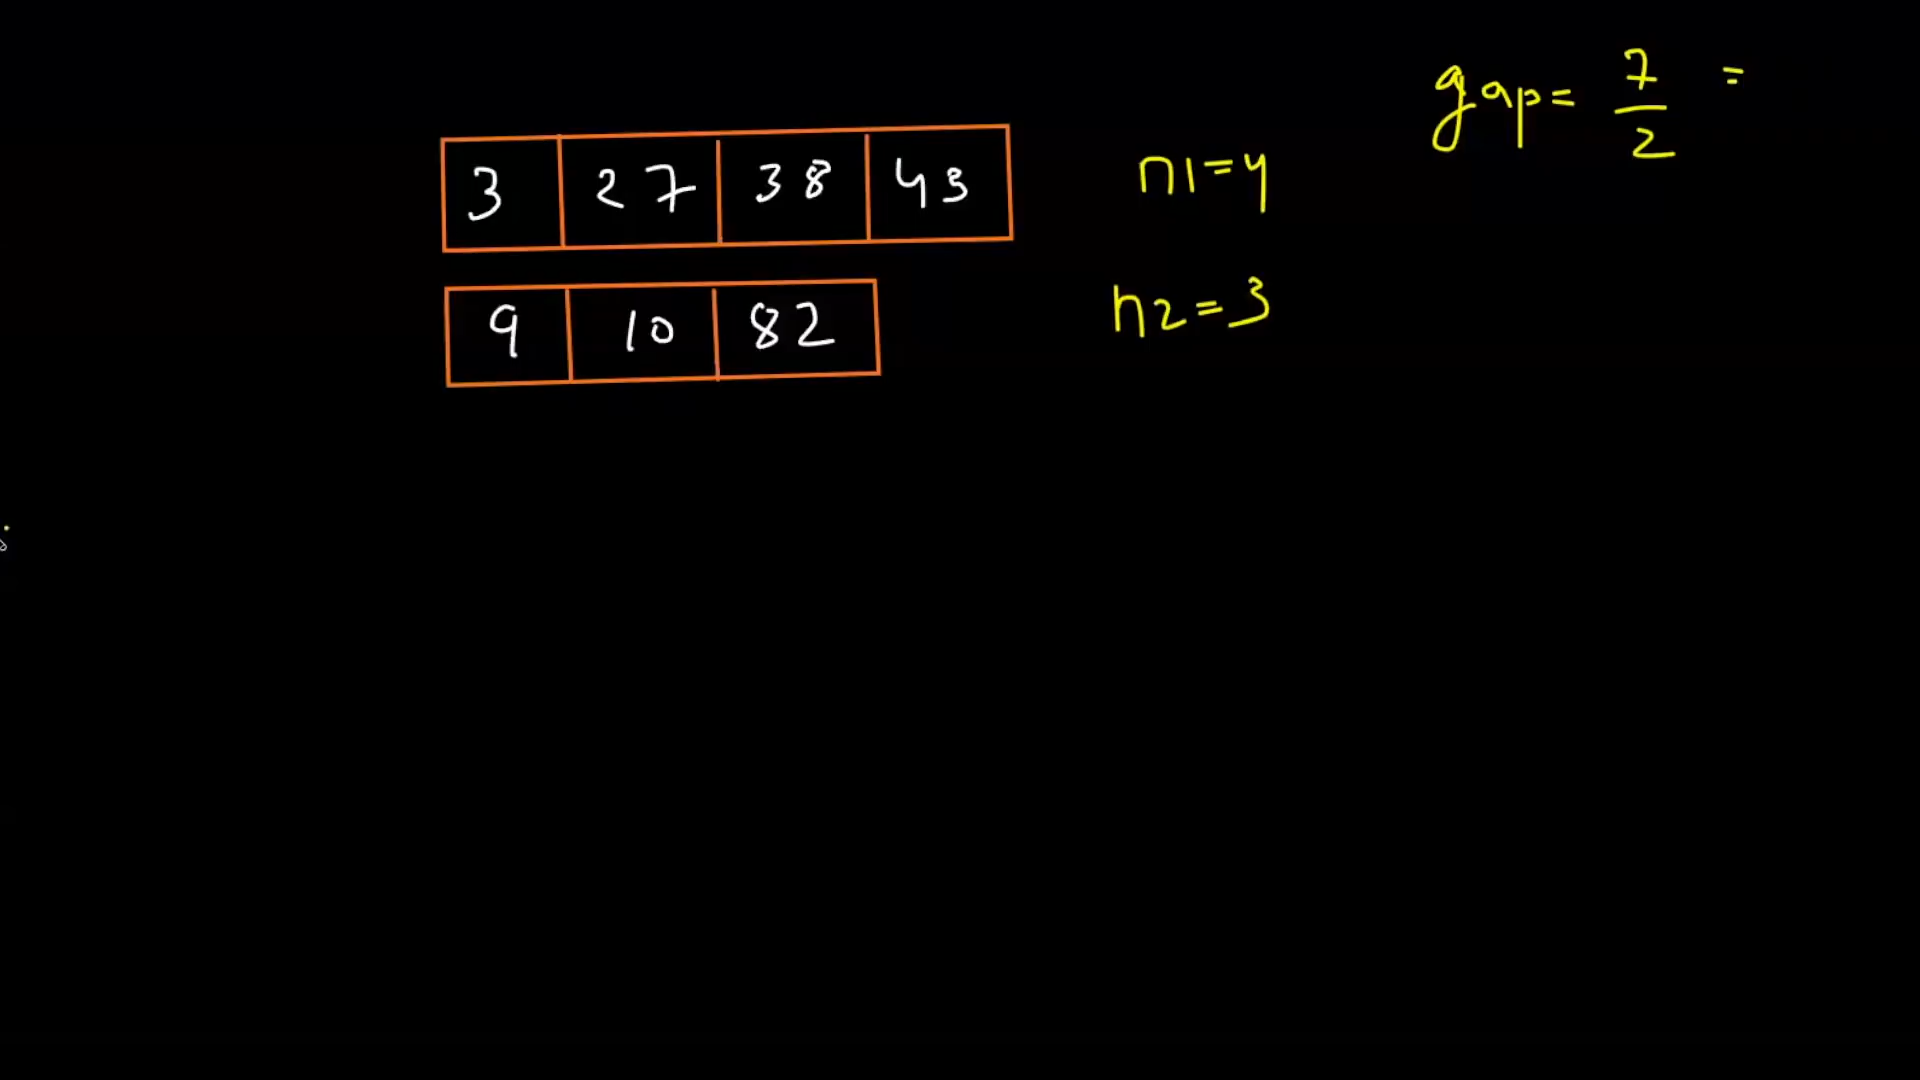 gap = 7/2 =
3 27 38 43 n1=4
9 10 82 n2=3